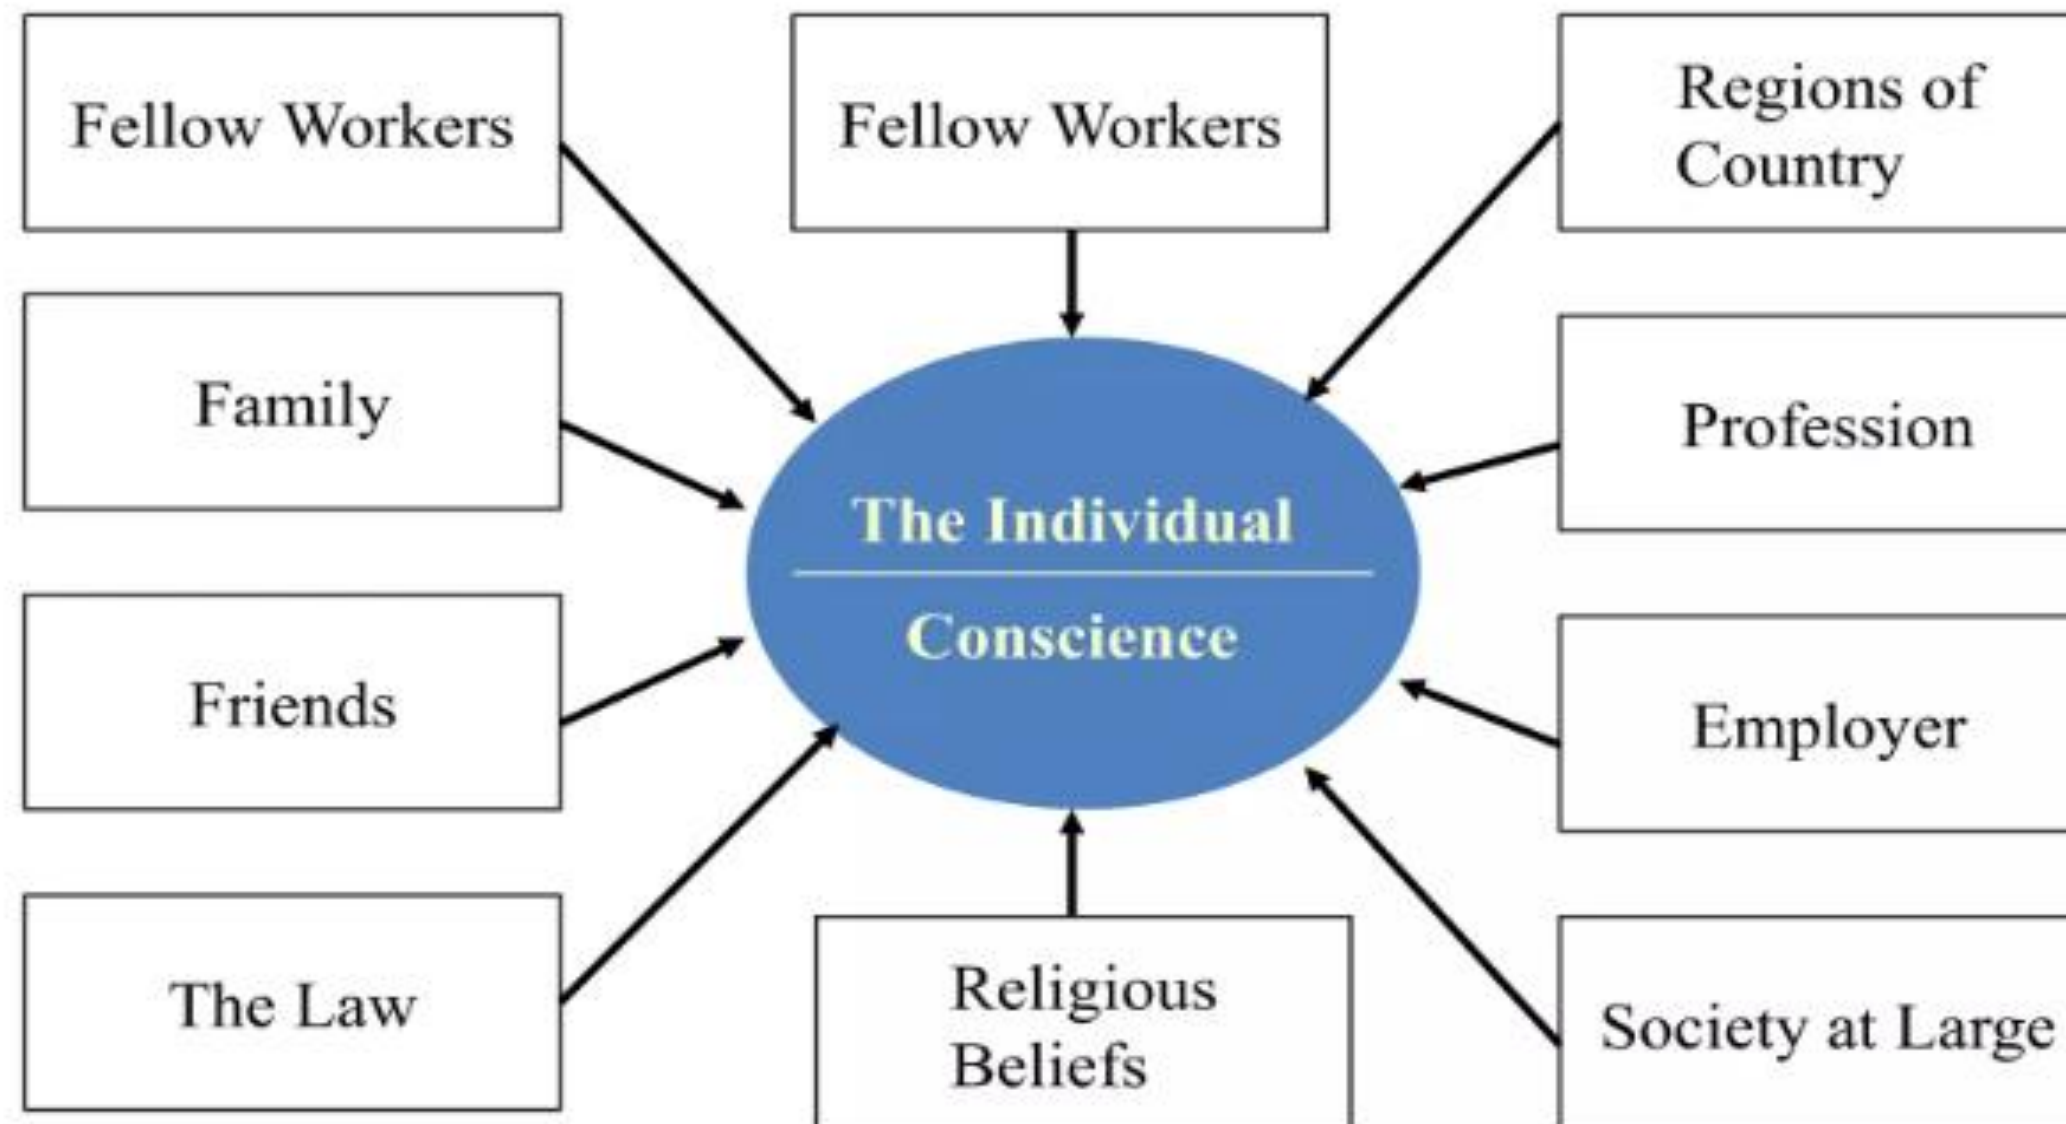 Fellow Workers
Fellow Workers
Regions of
Country
Family
Profession
The Individual
Conscience
Friends
Employer
The Law
Religious
Beliefs
Society at Large